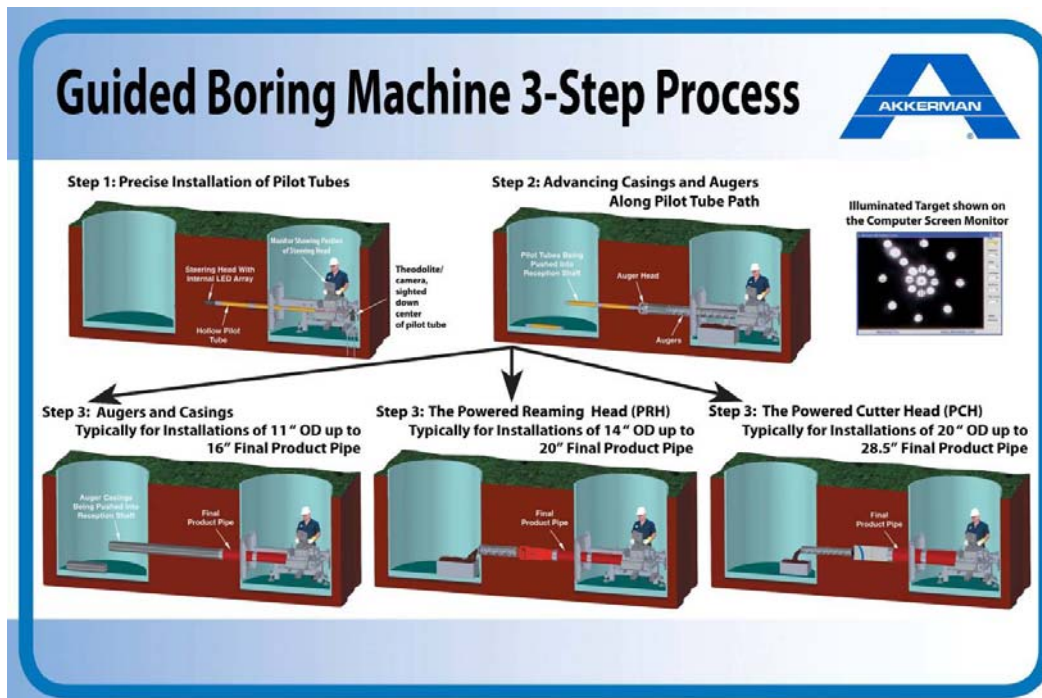 Guided Boring Machine 3-Step Process
AKKERMAN
®
Step 1: Precise Installation of Pilot Tubes
Monitor Showing Position
of Steering Head
Steering Head With
Internal LED Array
Hollow Pilot
Tube
Theodolite/
camera,
sighted
down
center
of pilot tube
Step 2: Advancing Casings and Augers
Along Pilot Tube Path
Pilot Tubes Being
Pushed Into
Reception Shaft
Auger Head
Augers
Illuminated Target shown on
the Computer Screen Monitor
Step 3: Augers and Casings
Typically for Installations of 11" OD up to
16" Final Product Pipe
Auger Casings
Being Pushed Into
Reception Shaft
Final
Product Pipe
Step 3: The Powered Reaming Head (PRH)
Typically for Installations of 14" OD up to
20" Final Product Pipe
Final
Product Pipe
Step 3: The Powered Cutter Head (PCH)
Typically for Installations of 20" OD up to
28.5" Final Product Pipe
Final
Product Pipe